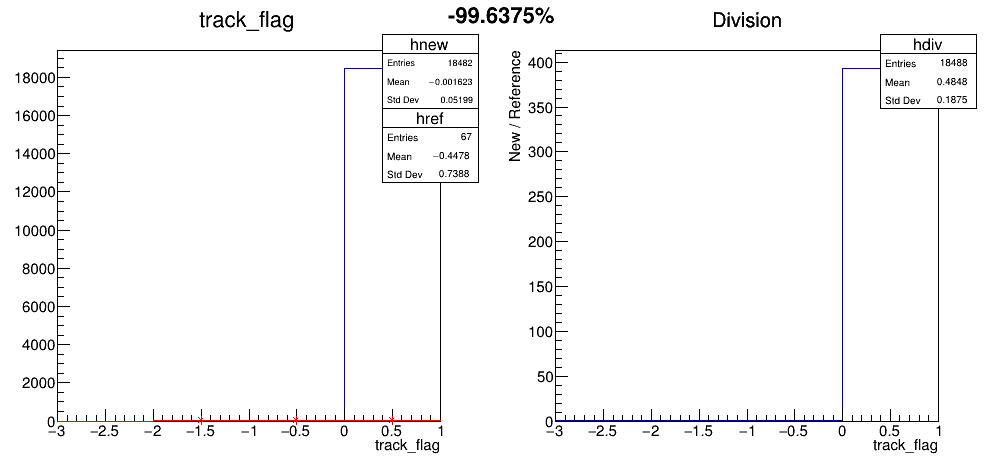 -99.6375%
track_flag
hnew
Entries 18482
Mean −0.001623
Std Dev 0.05199
href
Entries 67
Mean −0.4478
Std Dev 0.7388
18000
16000
14000
12000
10000
8000
6000
4000
2000
0
−3 −2.5 −2 −1.5 −1 −0.5 0 0.5 1
track_flag
Division
hdiv
Entries 18488
Mean 0.4848
Std Dev 0.1875
New / Reference
400
350
300
250
200
150
100
50
0
−3 −2.5 −2 −1.5 −1 −0.5 0 0.5 1
track_flag